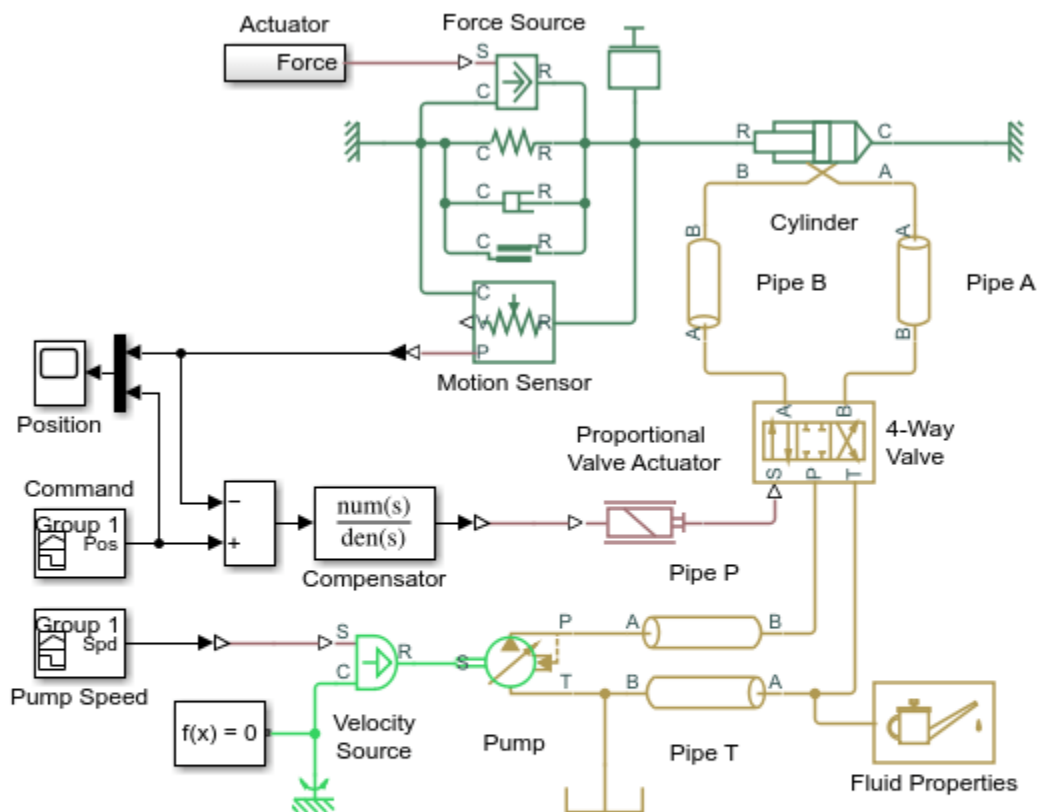 Actuator
Force Source
Force
S
R
C
C
R
R
C
B
A
C
R
Cylinder
C
R
B
A
Pipe B
Pipe A
C
V
R
P
A
B
Motion Sensor
Position
A
B
4-Way
Valve
Proportional
Valve Actuator
S
P
T
Command
Group 1
Pos
−
+
num(s)
den(s)
Compensator
Pipe P
Group 1
Spd
Pump Speed
S
C
R
S
P
A
B
T
B
A
f(x) = 0
Velocity
Source
Pump
Pipe T
Fluid Properties